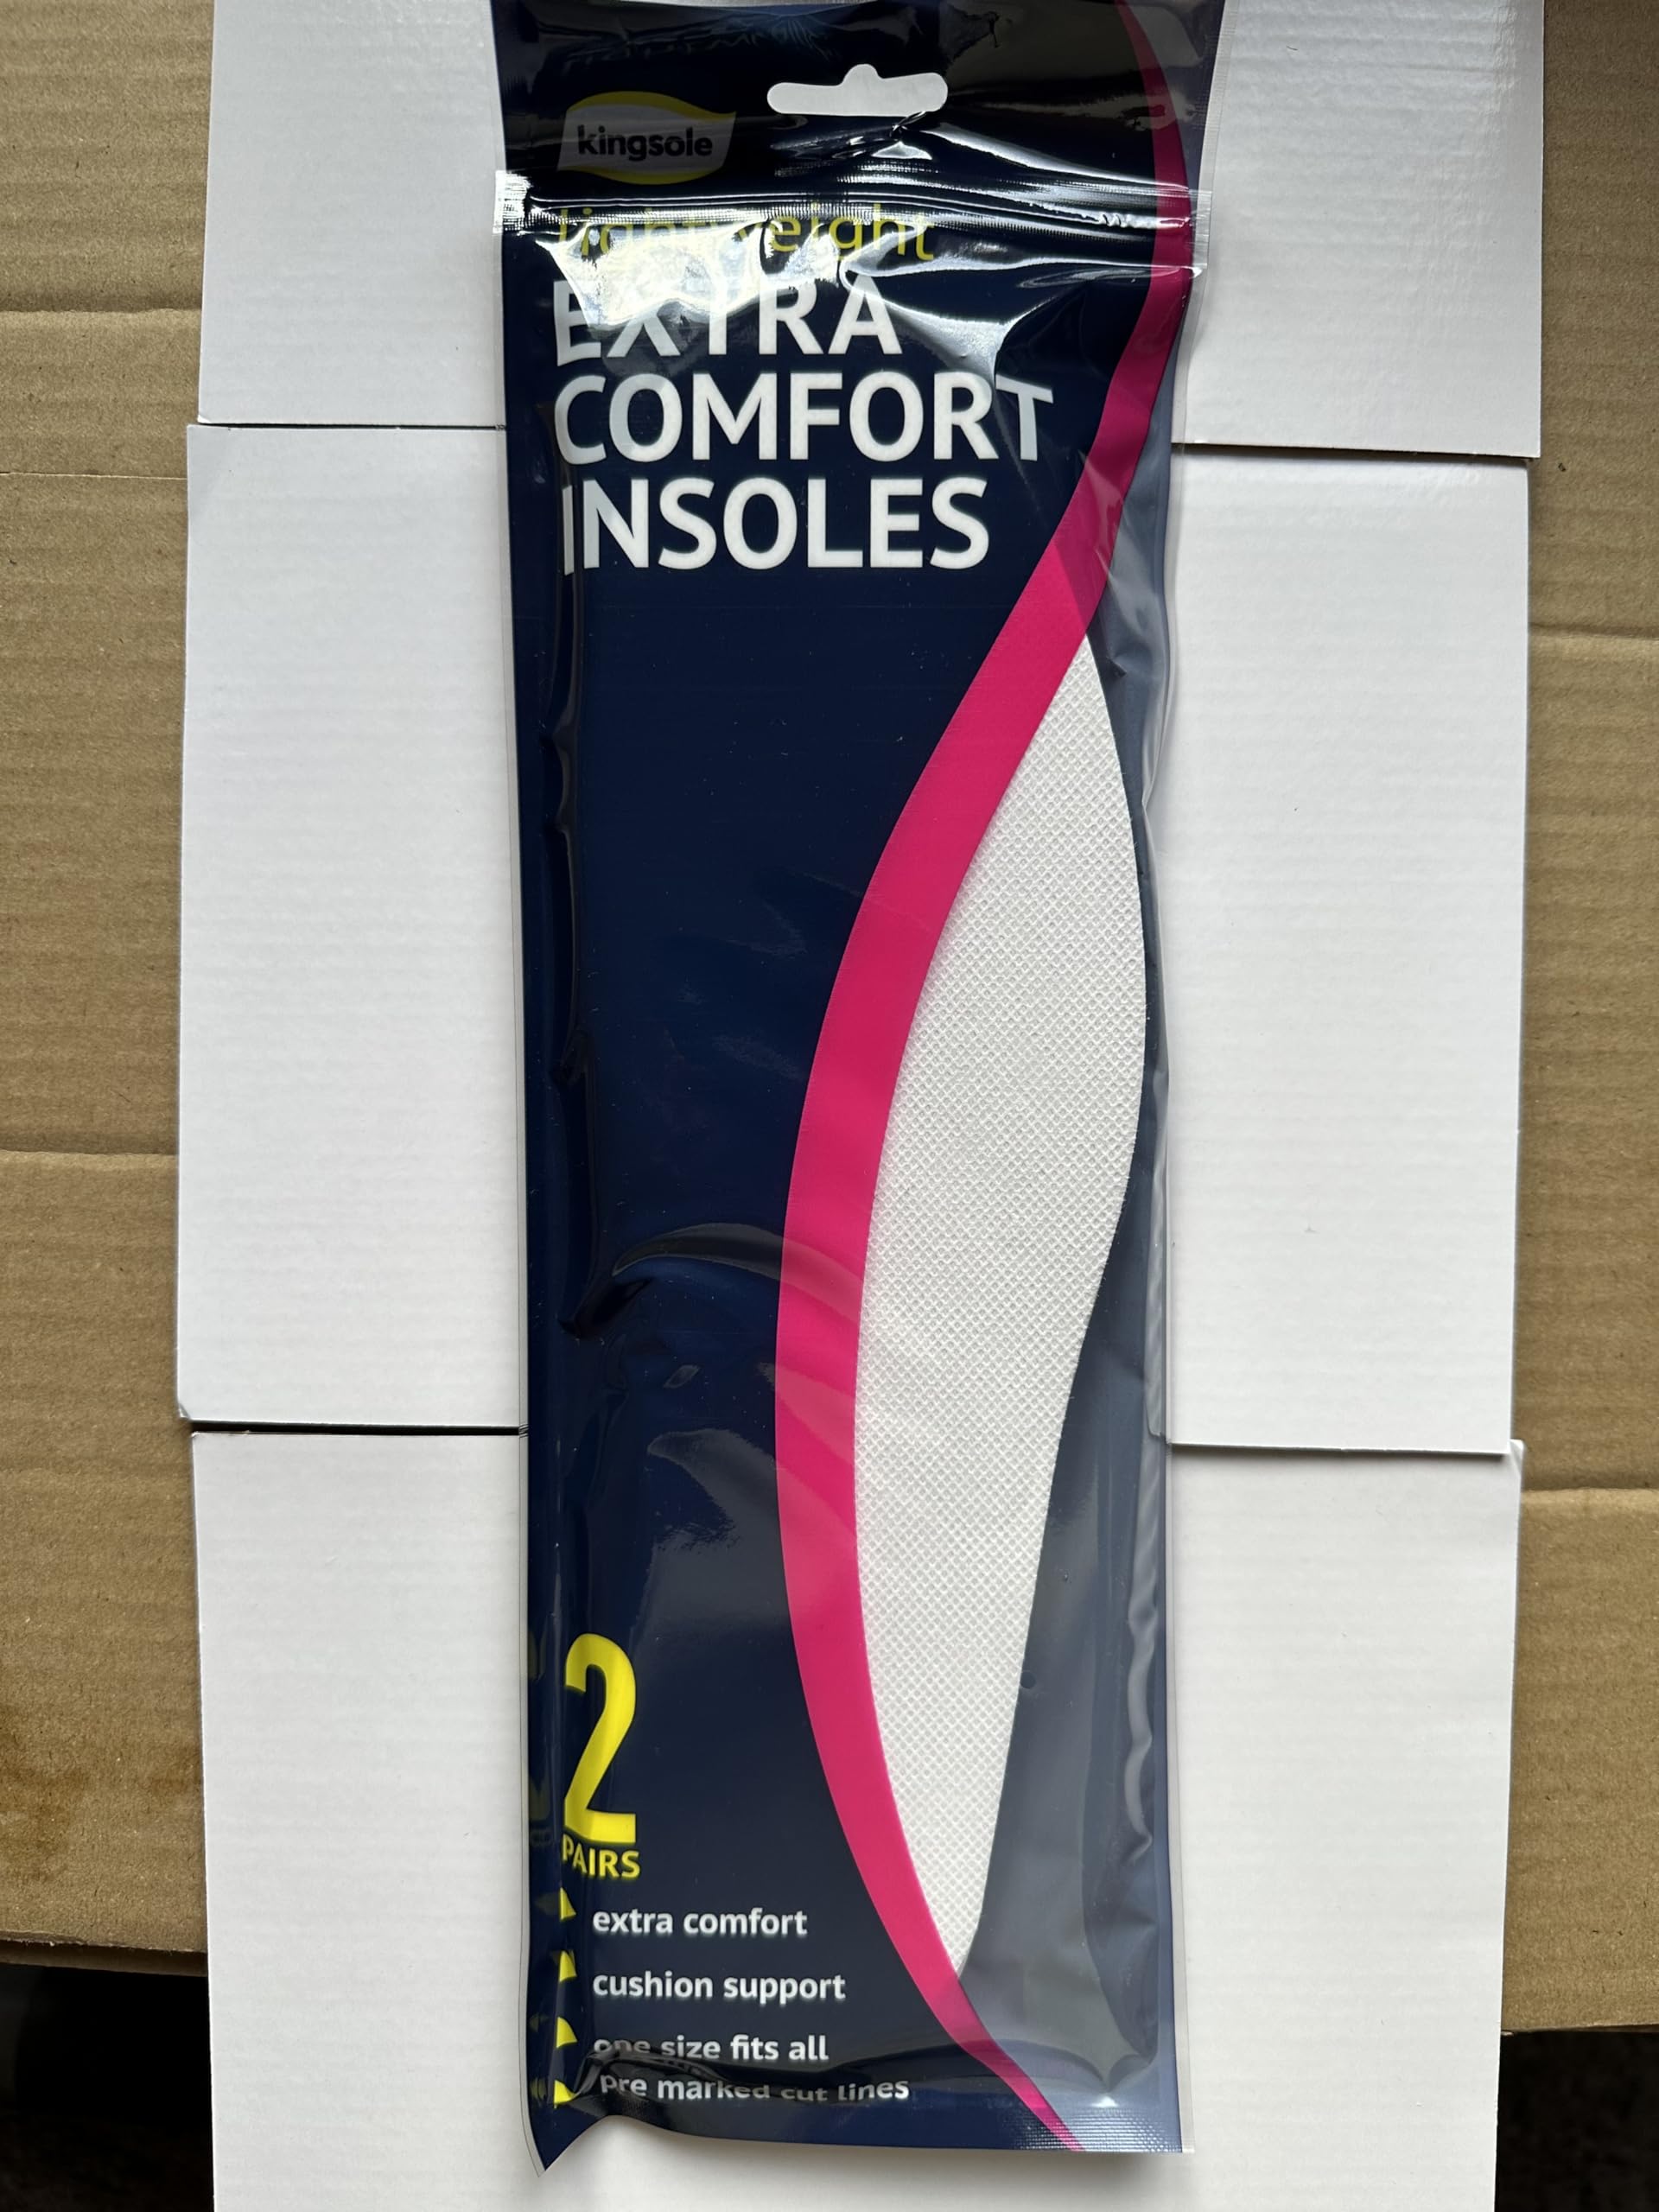 kingsole
lightweight
EXTRA
COMFORT
INSOLES
2
PAIRS
extra comfort
cushion support
one size fits all
pre marked cut lines